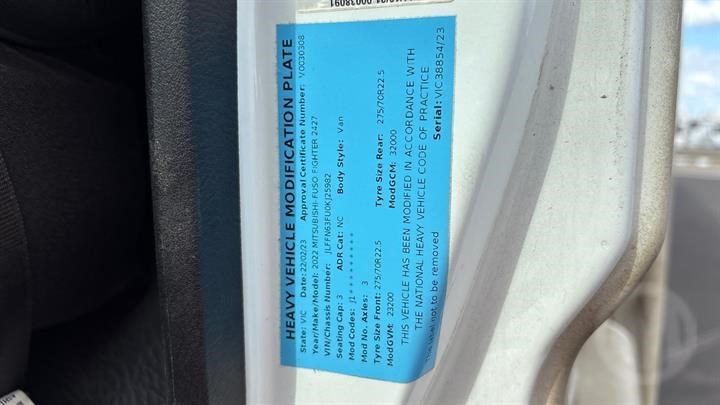 00038091
HEAVY VEHICLE MODIFICATION PLATE
State: VIC Date: 22/02/23 Approval Certificate Number: V0030308
Year/Make/Model: 2022 MITSUBISHI FUSO FIGHTER 2427
VIN/Chassis Number: JLFFN63FU0KJ25982
Seating Cap: 3 ADR Cat: NC Body Style: Van
Mod Codes: J1*********
Mod No. Axles: 3
Tyre Size Front: 275/70R22.5 Tyre Size Rear: 275/70R22.5
ModGVM: 23200 ModGCM: 32000
THIS VEHICLE HAS BEEN MODIFIED IN ACCORDANCE WITH
THE NATIONAL HEAVY VEHICLE CODE OF PRACTICE
This label not to be removed Serial: VIC38854/23